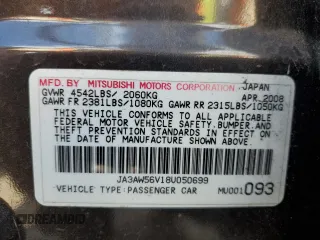 MFD. BY MITSUBISHI MOTORS CORPORATION, JAPAN
GVWR 4542LBS/ 2060KG APR.2008
GAWR FR 2381LBS/1080KG GAWR RR 2315LBS/1050KG
THIS VEHICLE CONFORMS TO ALL APPLICABLE FEDERAL
MOTOR VEHICLE SAFETY, BUMPER, AND
THEFT PREVENTION STANDARDS IN EFFECT ON THE
DATE OF MANUFACTURE SHOWN ABOVE.
JA3AW56V18U050699
VEHICLE TYPE:PASSENGER CAR
MU001093